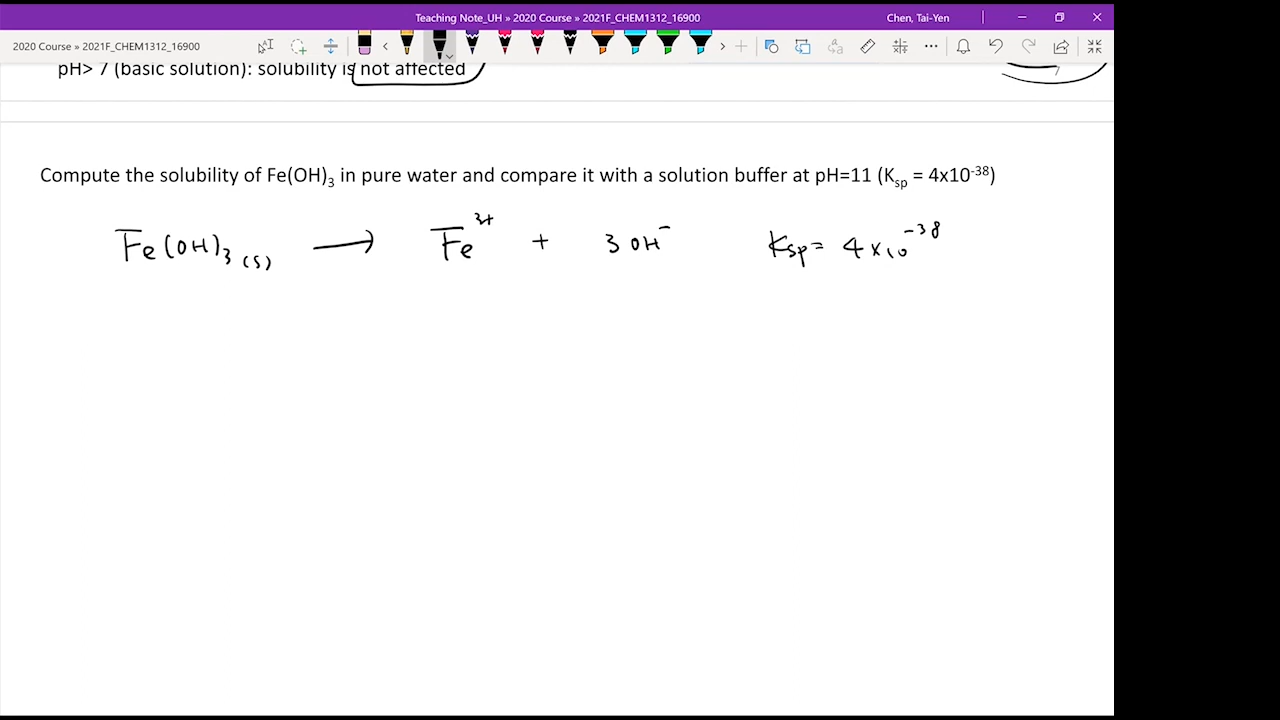 Teaching Note_UH » 2020 Course » 2021F_CHEM1312_16900
Chen, Tai-Yen
2020 Course » 2021F_CHEM1312_16900
pH> 7 (basic solution): solubility is not affected
Compute the solubility of Fe(OH)₃ in pure water and compare it with a solution buffer at pH=11 (Kₛₚ = 4x10⁻³⁸)
Fe(OH)₃ (s) ⟶ Fe³⁺ + 3 OH⁻ Ksp = 4 × 10⁻³⁸